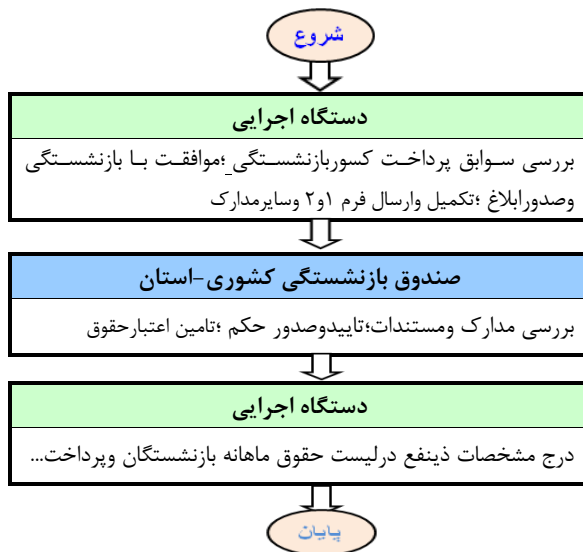 شروع
دستگاه اجرایی
بررسی سوابق پرداخت کسوربازنشستگی ؛موافقت با بازنشستگی
وصدورابلاغ ؛تکمیل وارسال فرم ۱و۲ وسایرمدارک
صندوق بازنشستگی کشوری-استان
بررسی مدارک ومستندات؛تاییدوصدور حکم ؛تامین اعتبارحقوق
دستگاه اجرایی
درج مشخصات ذینفع درلیست حقوق ماهانه بازنشستگان وپرداخت...
پایان